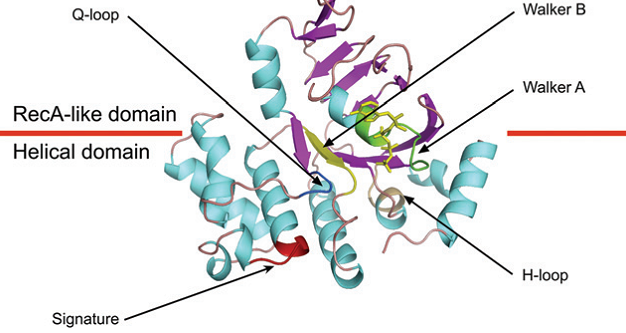 Q-loop
Walker B
Walker A
RecA-like domain
Helical domain
H-loop
Signature